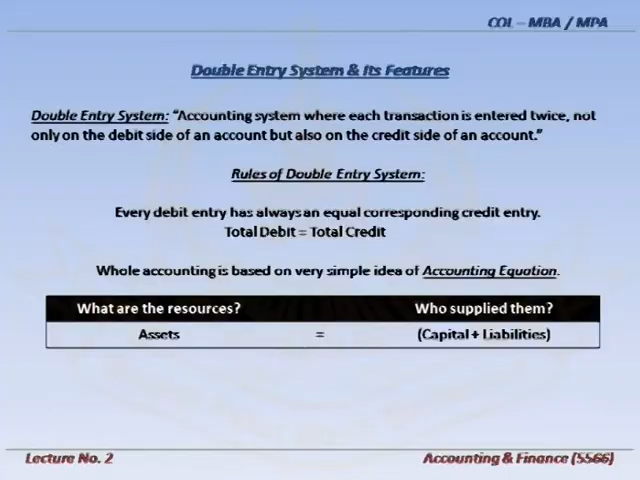 COL – MBA / MPA
Double Entry System & Its Features
Double Entry System: "Accounting system where each transaction is entered twice, not
only on the debit side of an account but also on the credit side of an account."
Rules of Double Entry System:
Every debit entry has always an equal corresponding credit entry.
Total Debit = Total Credit
Whole accounting is based on very simple idea of Accounting Equation.
What are the resources? Who supplied them?
Assets = (Capital + Liabilities)
Lecture No. 2 Accounting & Finance (5566)